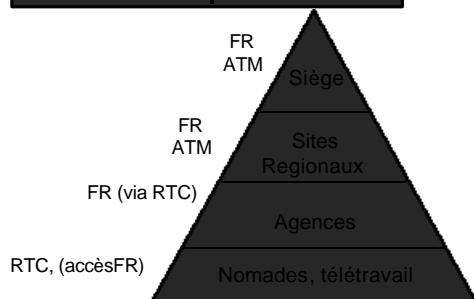 FR
ATM
Siège
FR
ATM
Sites
Regionaux
FR (via RTC)
Agences
RTC, (accèsFR)
Nomades, télétravail